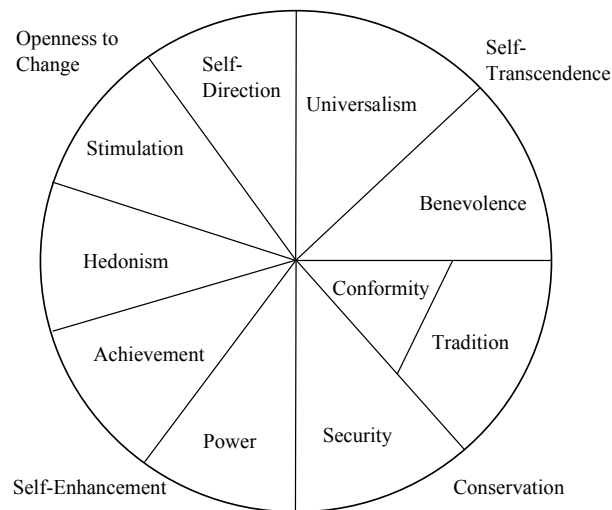 Openness to
Change
Self-
Direction
Self-
Transcendence
Universalism
Stimulation
Benevolence
Hedonism
Conformity
Achievement
Tradition
Power
Security
Self-Enhancement
Conservation